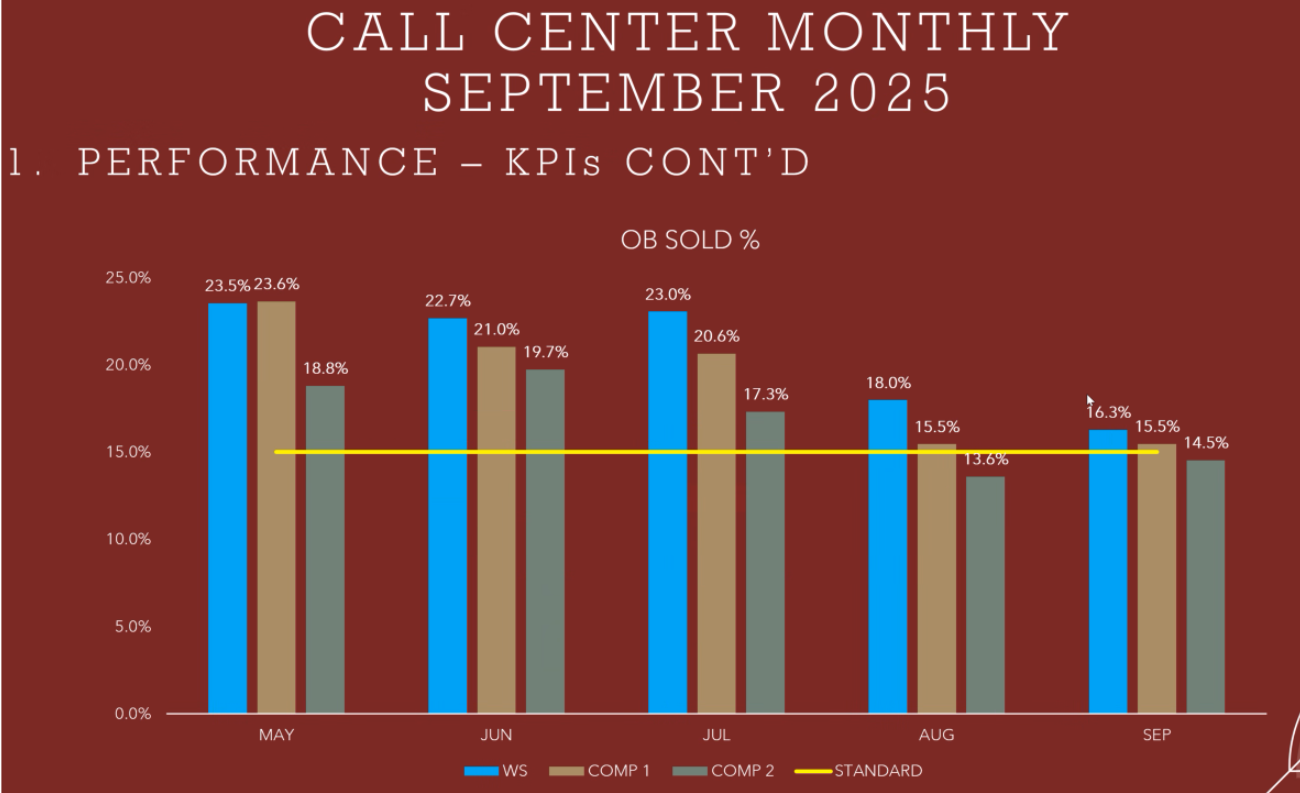 CALL CENTER MONTHLY
SEPTEMBER 2025
1. PERFORMANCE – KPIs CONT'D
OB SOLD %
25.0%
20.0%
15.0%
10.0%
5.0%
0.0%
23.5% 23.6% 18.8%
22.7% 21.0% 19.7%
23.0% 20.6% 17.3%
18.0% 15.5% 13.6%
16.3% 15.5% 14.5%
MAY JUN JUL AUG SEP
WS COMP 1 COMP 2 STANDARD